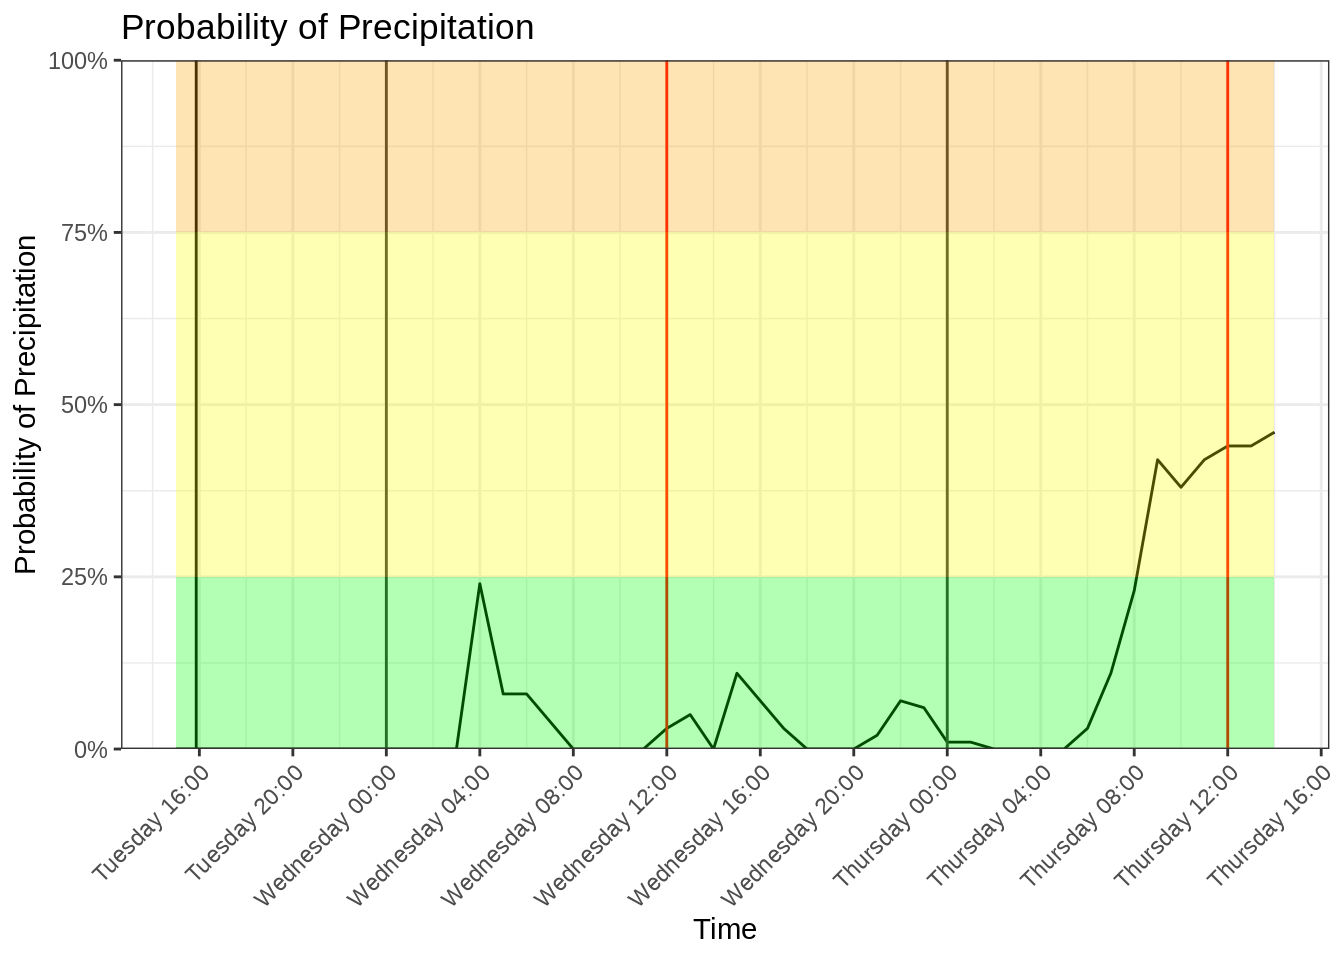 Probability of Precipitation
Probability of Precipitation
100%
75%
50%
25%
0%
Tuesday 16:00
Tuesday 20:00
Wednesday 00:00
Wednesday 04:00
Wednesday 08:00
Wednesday 12:00
Wednesday 16:00
Wednesday 20:00
Thursday 00:00
Thursday 04:00
Thursday 08:00
Thursday 12:00
Thursday 16:00
Time